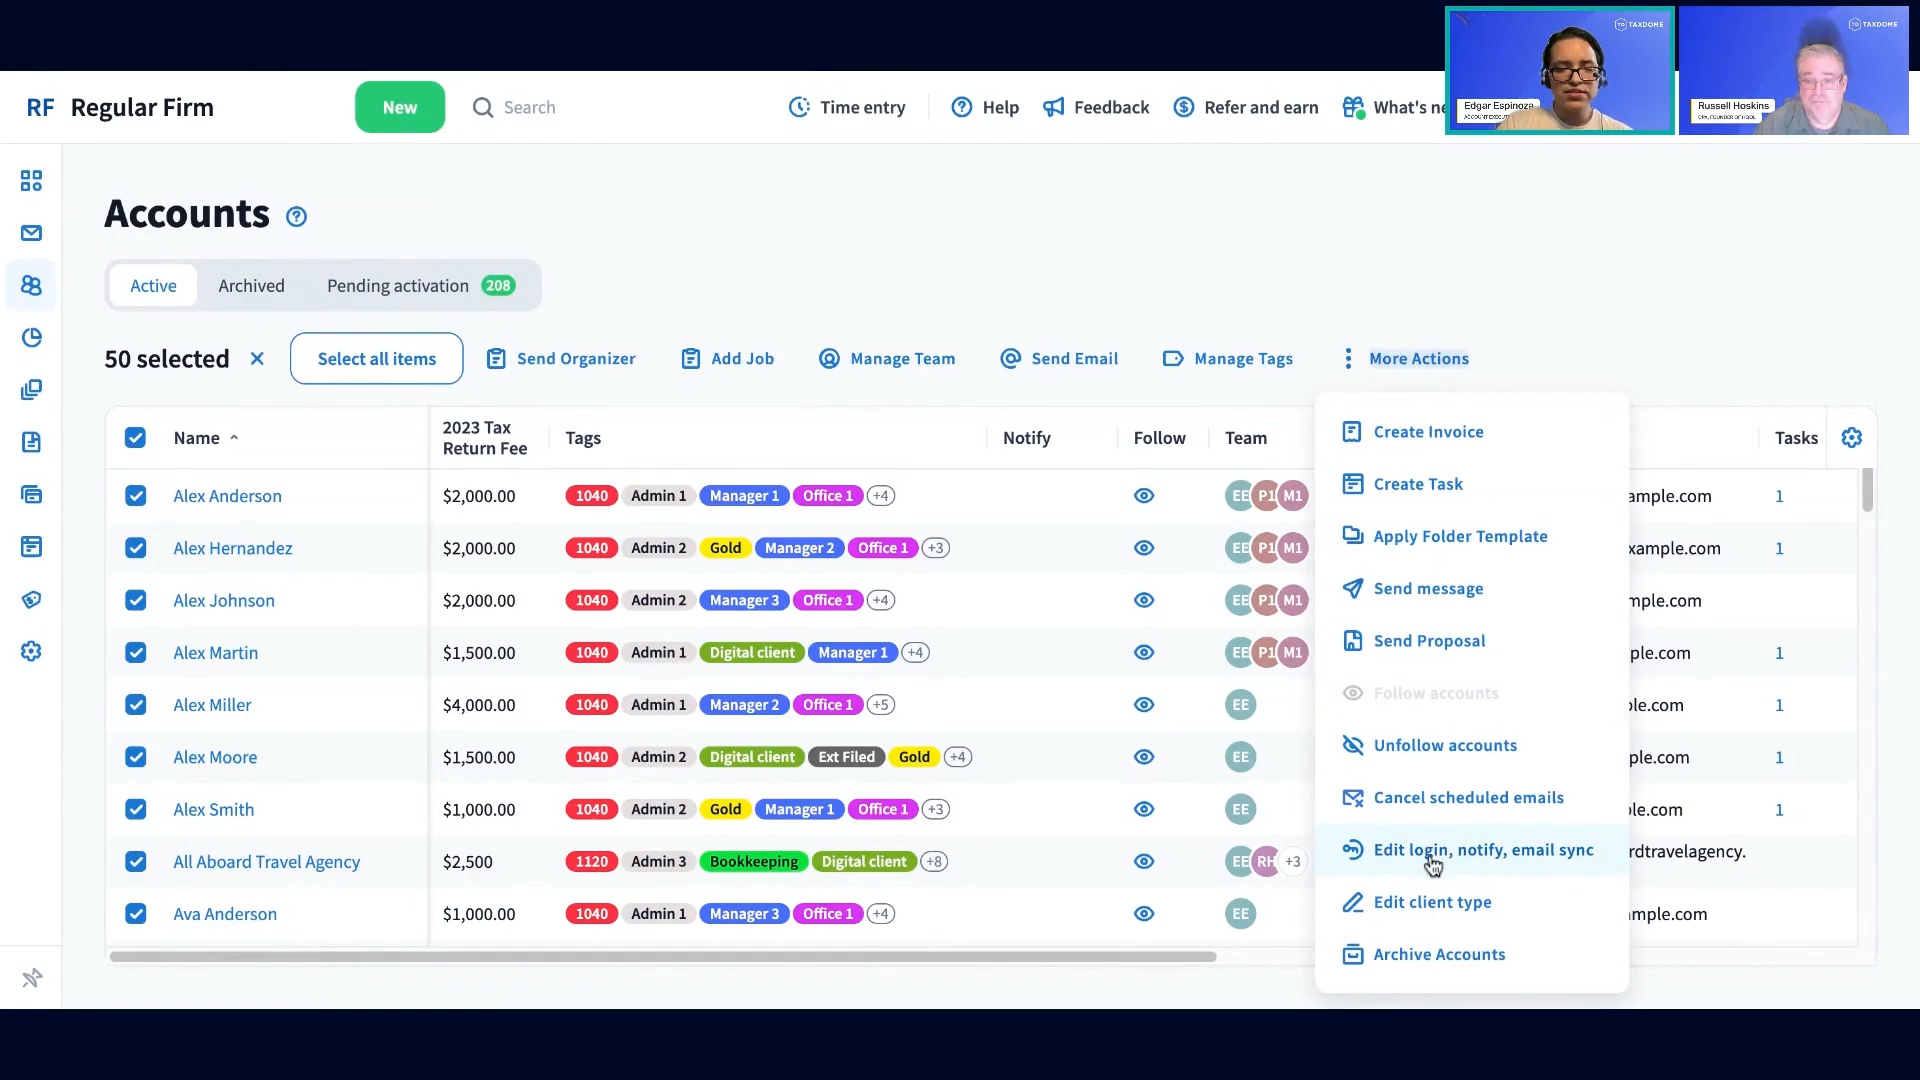 TAXDOME
TAXDOME
Edgar Espinoza
Russell Hoskins
RF Regular Firm
New
Search
Time entry
Help
Feedback
Refer and earn
What's ne
Accounts
Active
Archived
Pending activation 208
50 selected
Select all items
Send Organizer
Add Job
Manage Team
Send Email
Manage Tags
More Actions
Name
2023 Tax
Return Fee
Tags
Notify
Follow
Team
Tasks
Alex Anderson $2,000.00 1040 Admin 1 Manager 1 Office 1 +4 EE P1 M1 ample.com 1
Alex Hernandez $2,000.00 1040 Admin 2 Gold Manager 2 Office 1 +3 EE P1 M1 xample.com 1
Alex Johnson $2,000.00 1040 Admin 2 Manager 3 Office 1 +4 EE P1 M1 mple.com
Alex Martin $1,500.00 1040 Admin 1 Digital client Manager 1 +4 EE P1 M1 ple.com 1
Alex Miller $4,000.00 1040 Admin 1 Manager 2 Office 1 +5 EE ole.com 1
Alex Moore $1,500.00 1040 Admin 2 Digital client Ext Filed Gold +4 EE ple.com 1
Alex Smith $1,000.00 1040 Admin 2 Gold Manager 1 Office 1 +3 EE le.com 1
All Aboard Travel Agency $2,500 1120 Admin 3 Bookkeeping Digital client +8 EE RH +3 rdtravelagency.
Ava Anderson $1,000.00 1040 Admin 1 Manager 3 Office 1 +4 EE mple.com
Create Invoice
Create Task
Apply Folder Template
Send message
Send Proposal
Follow accounts
Unfollow accounts
Cancel scheduled emails
Edit login, notify, email sync
Edit client type
Archive Accounts